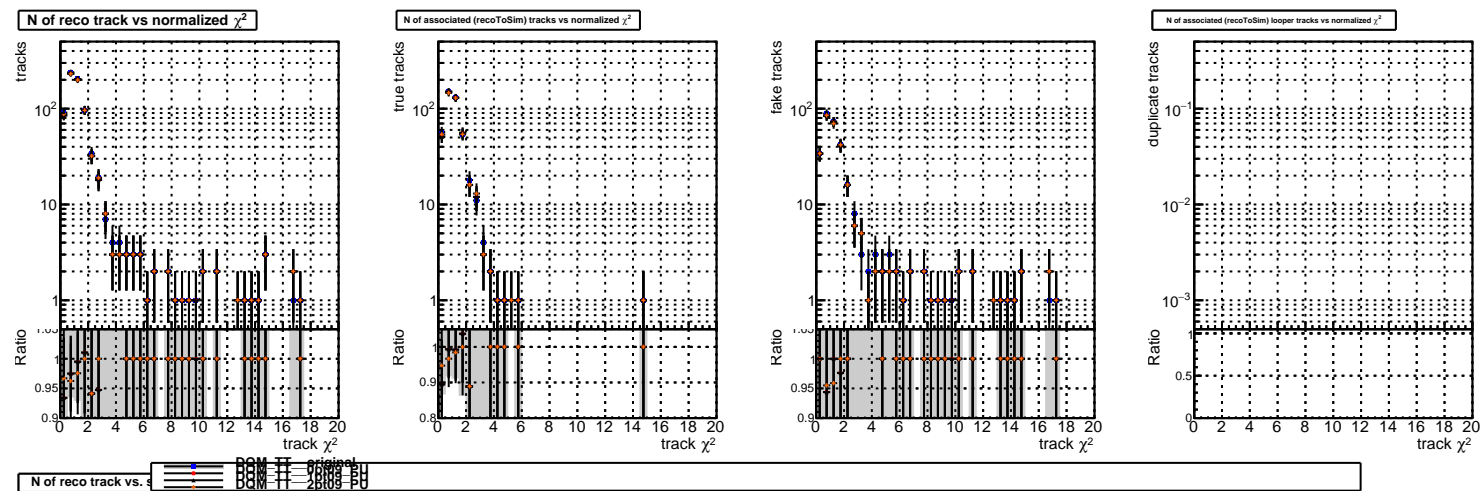 N of reco track vs normalized χ²
N of associated (recoToSim) tracks vs normalized χ²
N of associated (recoToSim) looper tracks vs normalized χ²
tracks
10²
10
1
Ratio
1.05
1
0.95
0.9
0 2 4 6 8 10 12 14 16 18 20
track χ²
true tracks
10²
10
1
Ratio
1
0.9
0.8
0 2 4 6 8 10 12 14 16 18 20
track χ²
fake tracks
10²
10
1
Ratio
1.05
1
0.95
0.9
0 2 4 6 8 10 12 14 16 18 20
track χ²
duplicate tracks
10⁻¹
10⁻²
10⁻³
Ratio
1
0.5
0
0 2 4 6 8 10 12 14 16 18 20
track χ²
N of reco track vs.
DQM_TT_original
DQM_TT_2pt09_PU